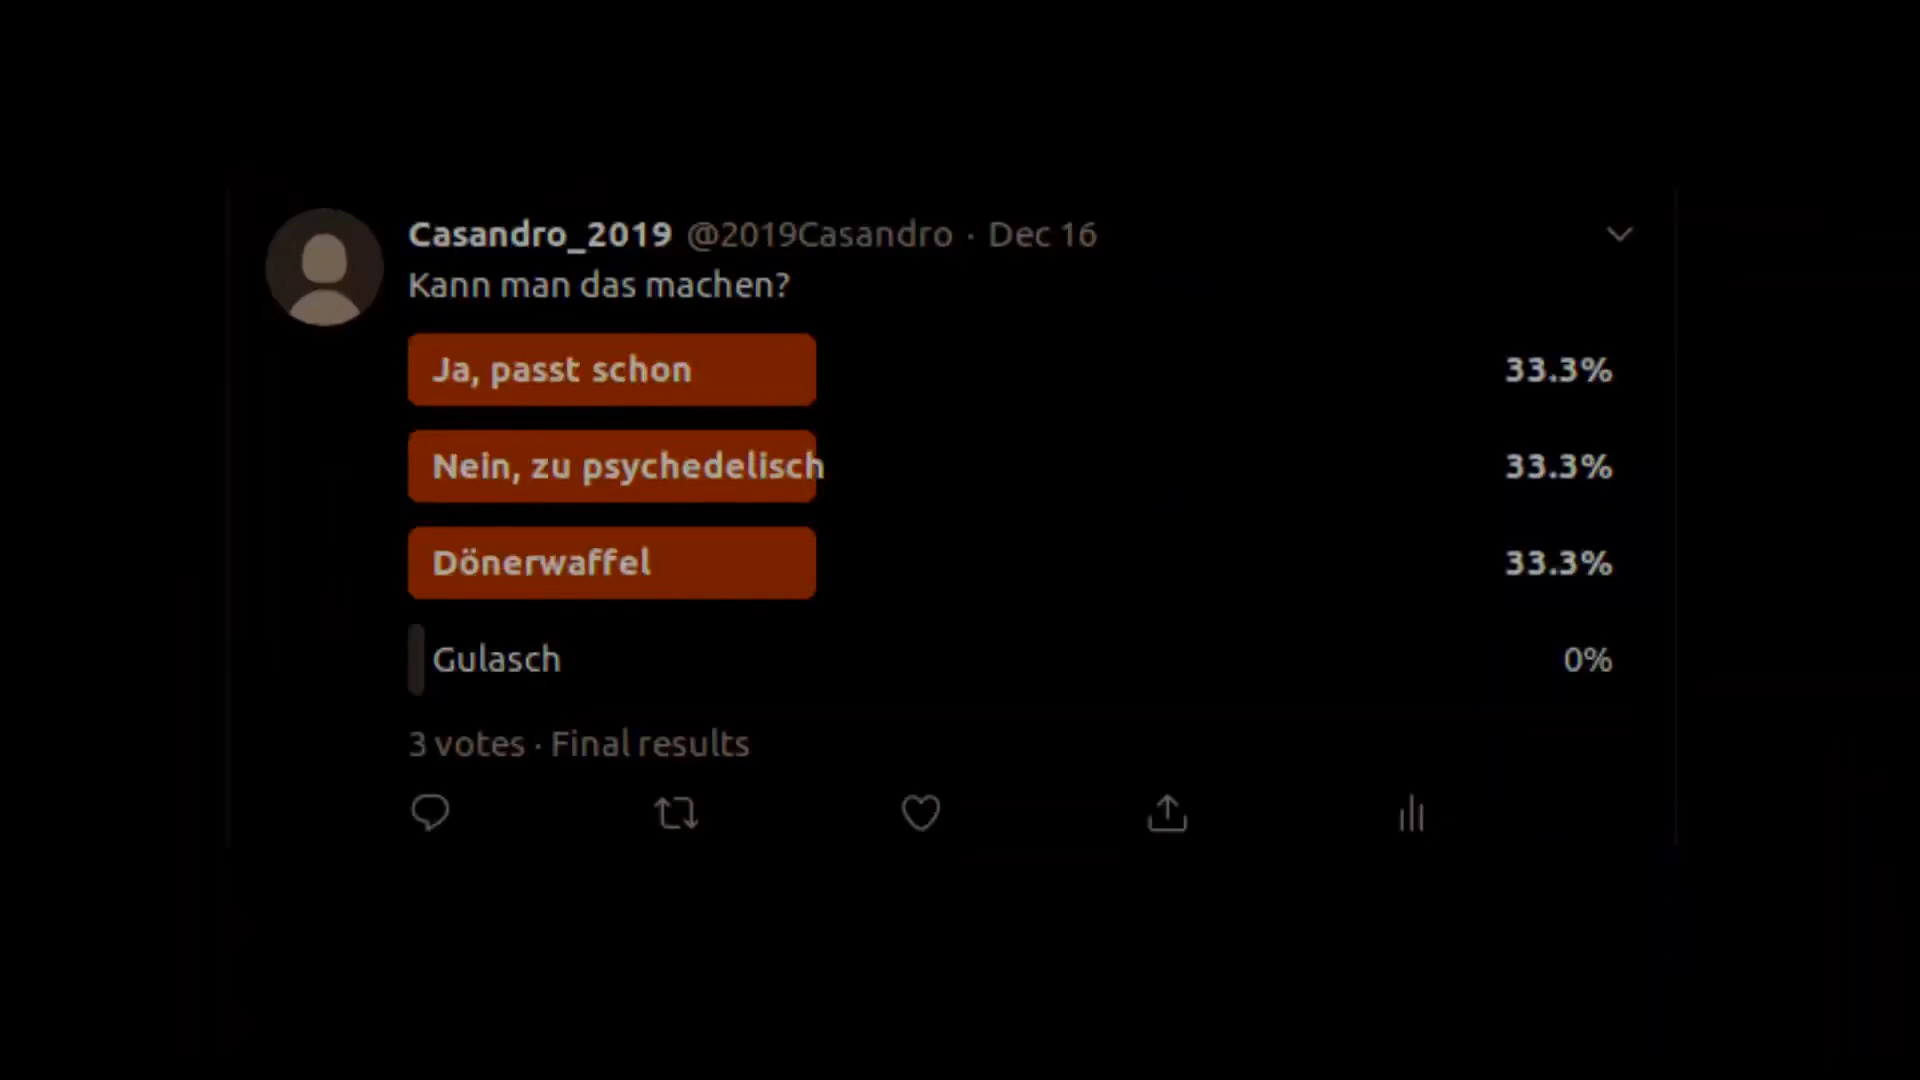 Casandro_2019 @2019Casandro · Dec 16
Kann man das machen?
Ja, passt schon 33.3%
Nein, zu psychedelisch 33.3%
Dönerwaffel 33.3%
Gulasch 0%
3 votes · Final results